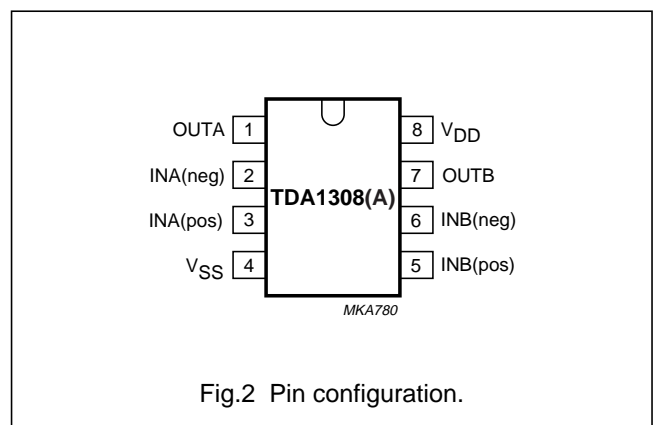 OUTA 1 8 VDD
INA(neg) 2 7 OUTB
TDA1308(A)
INA(pos) 3 6 INB(neg)
VSS 4 5 INB(pos)
MKA780
Fig.2 Pin configuration.